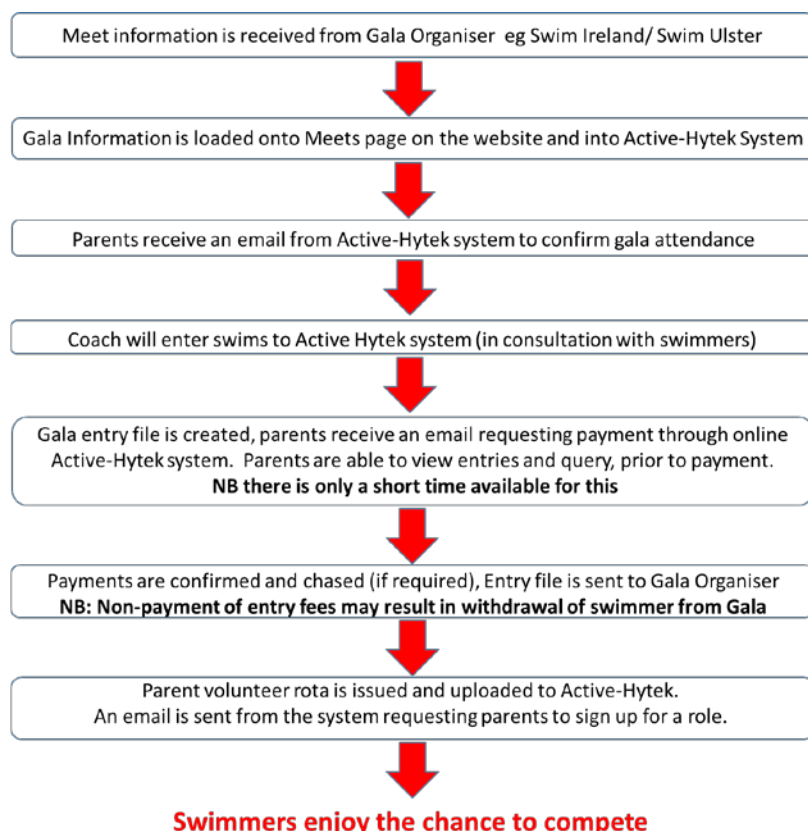 Meet information is received from Gala Organiser eg Swim Ireland/ Swim Ulster
Gala Information is loaded onto Meets page on the website and into Active-Hytek System
Parents receive an email from Active-Hytek system to confirm gala attendance
Coach will enter swims to Active Hytek system (in consultation with swimmers)
Gala entry file is created, parents receive an email requesting payment through online
Active-Hytek system. Parents are able to view entries and query, prior to payment.
NB there is only a short time available for this
Payments are confirmed and chased (if required), Entry file is sent to Gala Organiser
NB: Non-payment of entry fees may result in withdrawal of swimmer from Gala
Parent volunteer rota is issued and uploaded to Active-Hytek.
An email is sent from the system requesting parents to sign up for a role.
Swimmers enjoy the chance to compete